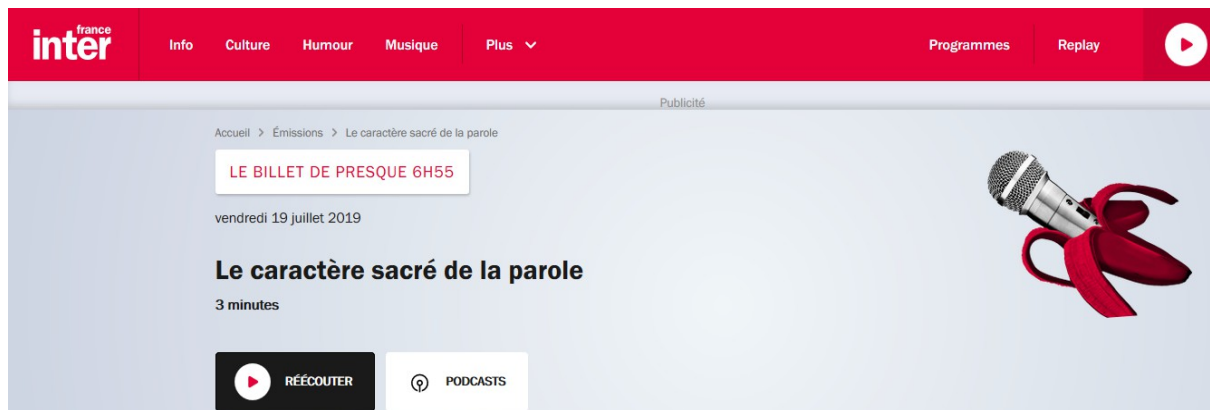 france
inter
Info Culture Humour Musique Plus
Programmes Replay
Publicité
Accueil > Émissions > Le caractère sacré de la parole
LE BILLET DE PRESQUE 6H55
vendredi 19 juillet 2019
Le caractère sacré de la parole
3 minutes
RÉÉCOUTER PODCASTS